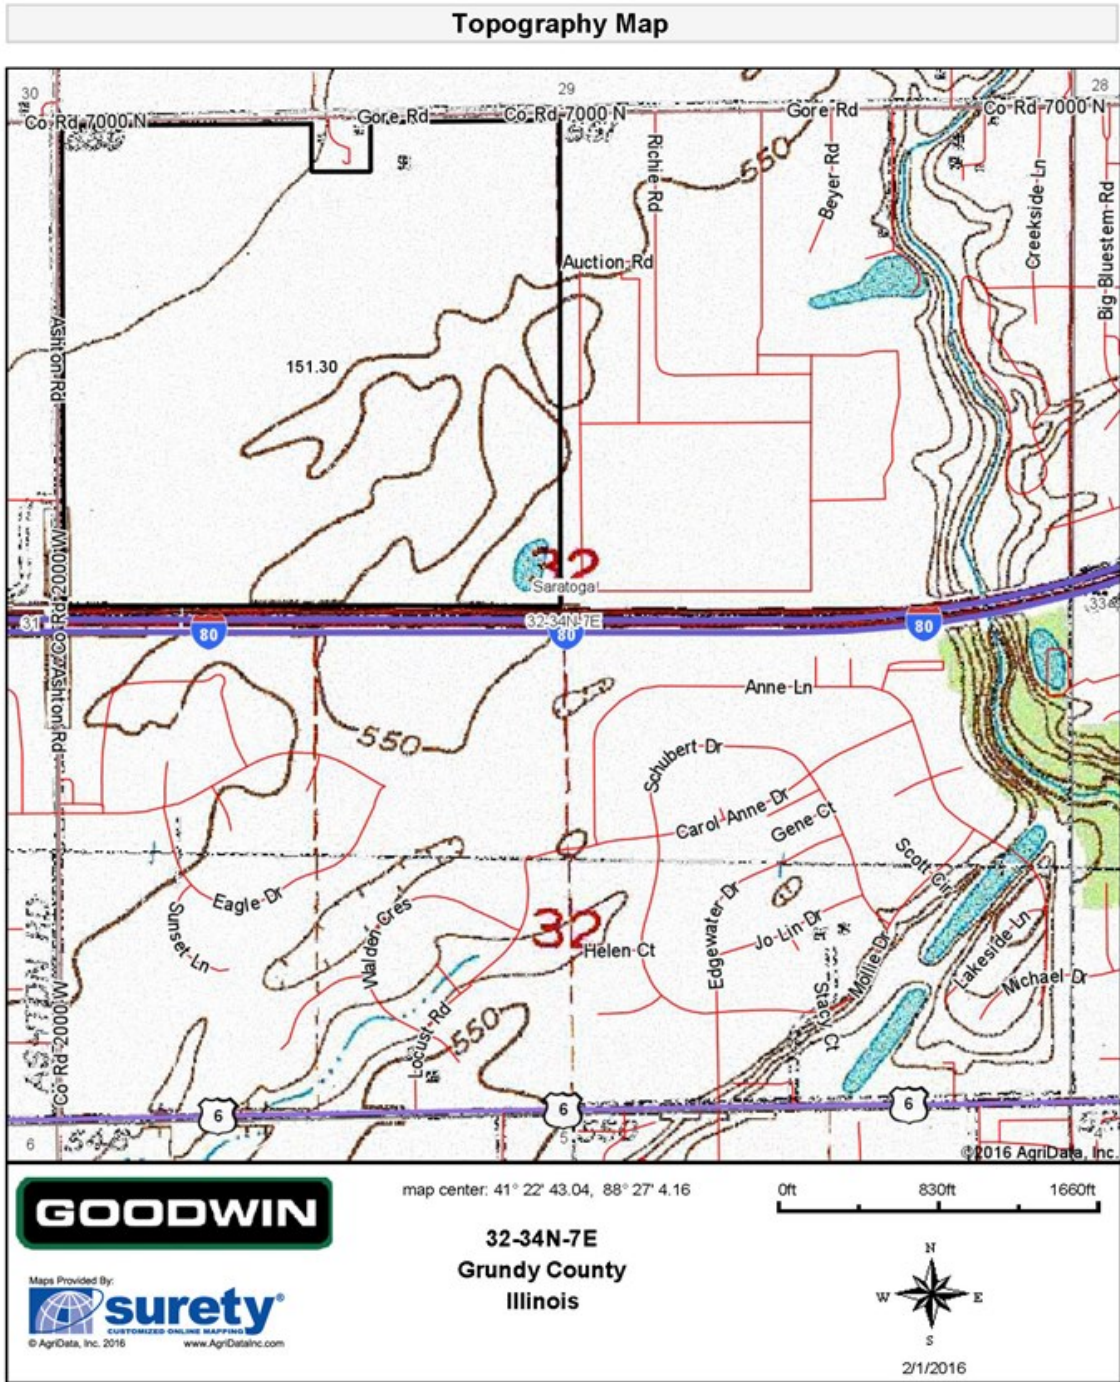 Topography Map
30
29
28
Co Rd 7000 N
Gore Rd
Co Rd 7000 N
Gore Rd
Co Rd 7000 N
Richie Rd
550
Beyer Rd
Creekside Ln
Big Bluestem Rd
Auction Rd
Ashton Rd
151.30
32
Saratoga
Co Rd 2000 W
31
80
32-34N-7E
80
80
33
Ashton Rd
Anne Ln
550
Schubert Dr
Carol Anne Dr
Gene Ct
Scott Cir
Eagle Dr
Sunset Ln
Walden Cres
32
Helen Ct
Edgewater Dr
Jo Lin Dr
Mollie Dr
Stacy Ct
Lakeside Ln
Michael Dr
ASHTON RD
Co Rd 2000 W
Locust Rd
550
6
6
6
6
5
4
©2016 AgriData, Inc.
GOODWIN
map center: 41° 22' 43.04, 88° 27' 4.16
0ft 830ft 1660ft
32-34N-7E
Grundy County
Illinois
Maps Provided By:
surety®
CUSTOMIZED ONLINE MAPPING
© AgriData, Inc. 2016 www.AgriDataInc.com
N
W E
S
2/1/2016